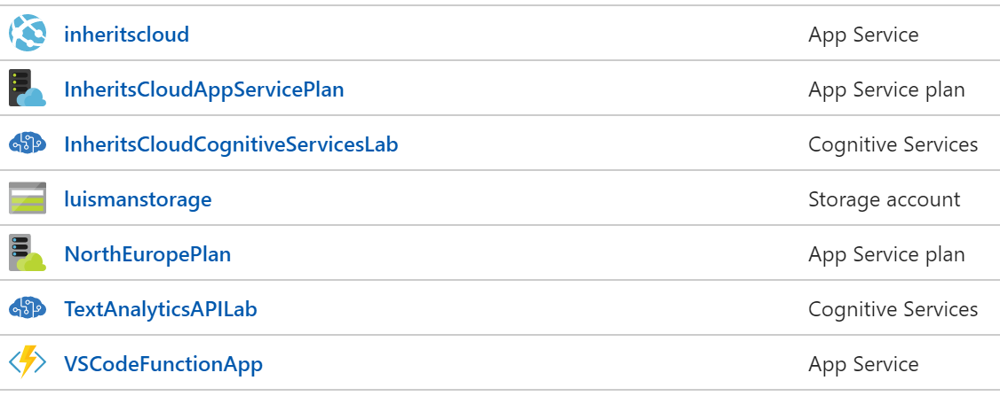 inheritscloud App Service
InheritsCloudAppServicePlan App Service plan
InheritsCloudCognitiveServicesLab Cognitive Services
luismanstorage Storage account
NorthEuropePlan App Service plan
TextAnalyticsAPILab Cognitive Services
VSCodeFunctionApp App Service